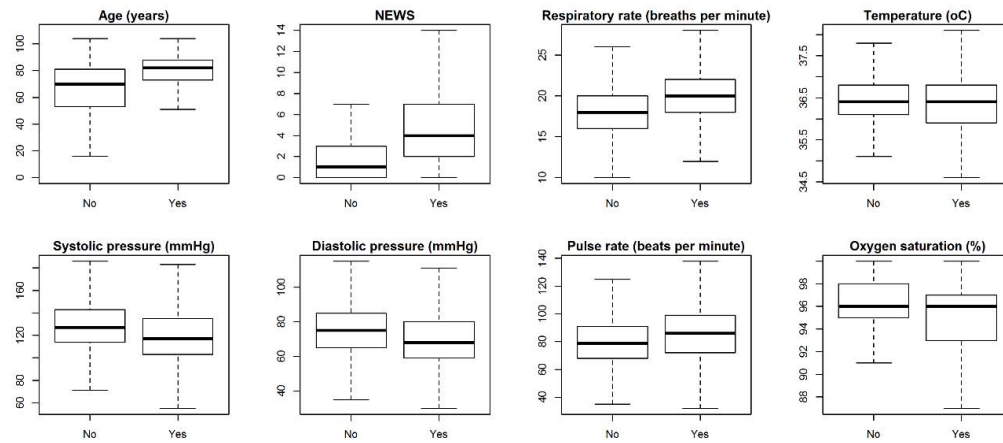 Age (years)
100
80
60
40
20
0
No Yes
NEWS
14
12
10
8
6
4
2
0
No Yes
Respiratory rate (breaths per minute)
25
20
15
10
No Yes
Temperature (oC)
37.5
36.5
35.5
34.5
No Yes
Systolic pressure (mmHg)
160
120
80
60
No Yes
Diastolic pressure (mmHg)
100
80
60
40
No Yes
Pulse rate (beats per minute)
140
120
100
80
60
40
No Yes
Oxygen saturation (%)
98
96
94
92
88
No Yes